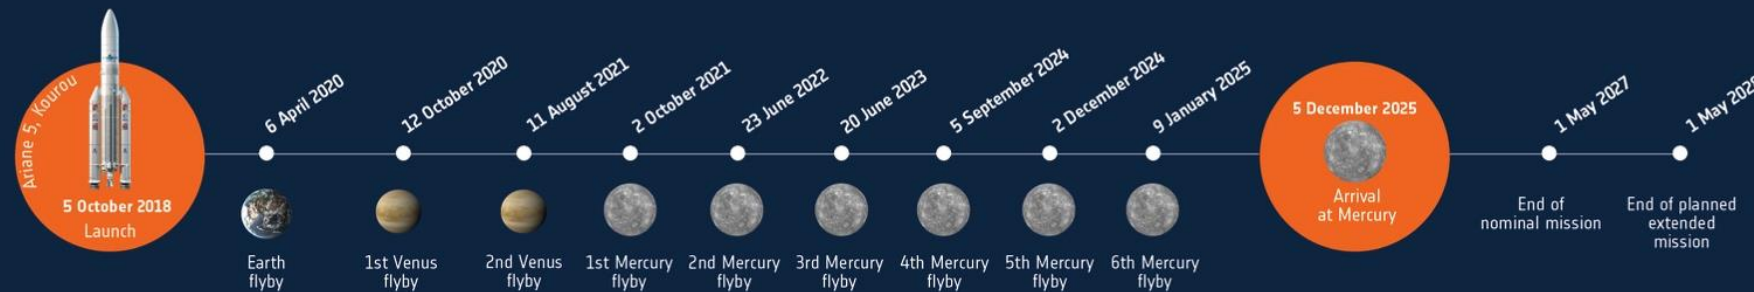 Ariane 5, Kourou
5 October 2018
Launch
6 April 2020
Earth
flyby
12 October 2020
1st Venus
flyby
11 August 2021
2nd Venus
flyby
2 October 2021
1st Mercury
flyby
23 June 2022
2nd Mercury
flyby
20 June 2023
3rd Mercury
flyby
5 September 2024
4th Mercury
flyby
2 December 2024
5th Mercury
flyby
9 January 2025
6th Mercury
flyby
5 December 2025
Arrival
at Mercury
1 May 2027
End of
nominal mission
1 May
End of planned
extended
mission